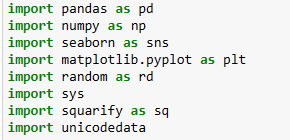 import pandas as pd
import numpy as np
import seaborn as sns
import matplotlib.pyplot as plt
import random as rd
import sys
import squarify as sq
import unicodedata